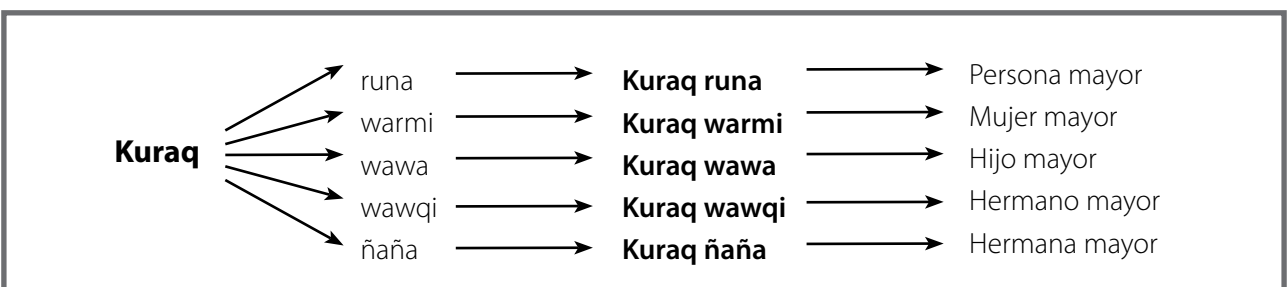 runa Kuraq runa Persona mayor
warmi Kuraq warmi Mujer mayor
Kuraq wawa Kuraq wawa Hijo mayor
wawqi Kuraq wawqi Hermano mayor
ñaña Kuraq ñaña Hermana mayor